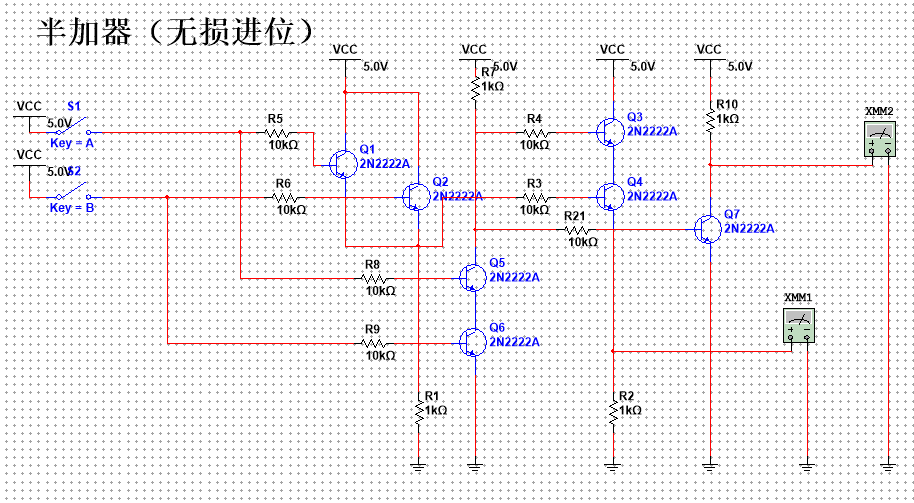 半加器（无损进位）
VCC
5.0V
VCC
5.0V
VCC
5.0V
VCC
5.0V
R7
1kΩ
VCC
5.0V
S1
Key = A
VCC
5.0V
S2
Key = B
R5
10kΩ
R6
10kΩ
Q1
2N2222A
Q2
2N2222A
R4
10kΩ
R3
10kΩ
R21
10kΩ
Q3
2N2222A
Q4
2N2222A
R10
1kΩ
Q7
2N2222A
XMM2
R8
10kΩ
R9
10kΩ
Q5
2N2222A
Q6
2N2222A
XMM1
R1
1kΩ
R2
1kΩ